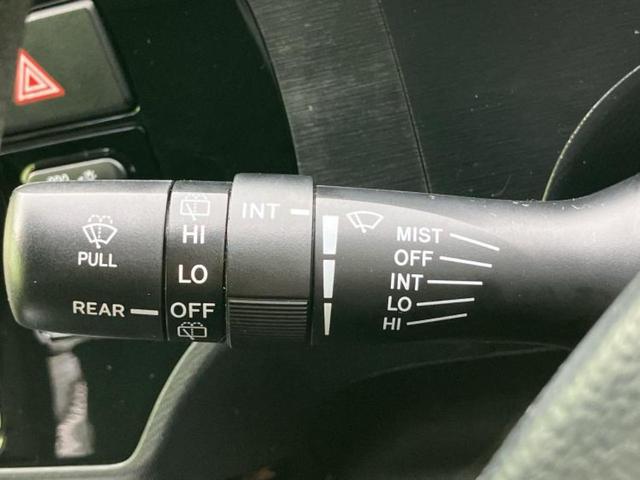 PULL
REAR
HI
LO
OFF
INT
MIST
OFF
INT
LO
HI